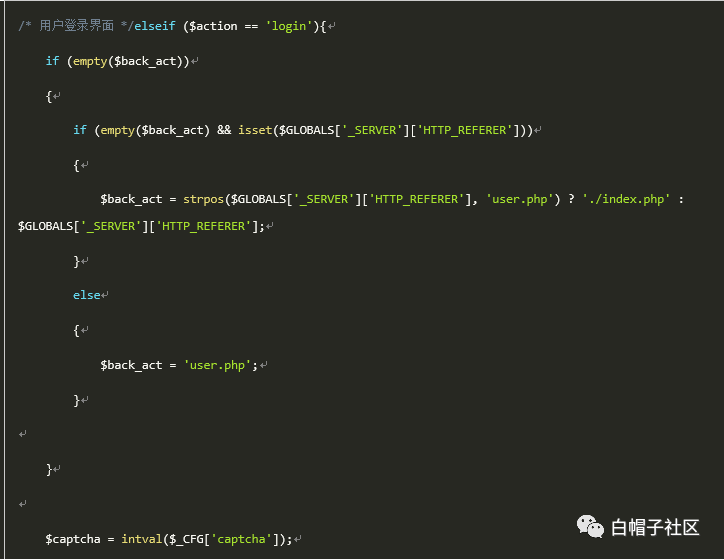 /* 用户登录界面 */elseif ($action == 'login'){↵
if (empty($back_act))↵
{↵
if (empty($back_act) && isset($GLOBALS['_SERVER']['HTTP_REFERER']))↵
{↵
$back_act = strpos($GLOBALS['_SERVER']['HTTP_REFERER'], 'user.php') ? './index.php' :
$GLOBALS['_SERVER']['HTTP_REFERER'];↵
}↵
else↵
{↵
$back_act = 'user.php';↵
}↵
↵
}↵
↵
$captcha = intval($_CFG['captcha']);↵
白帽子社区